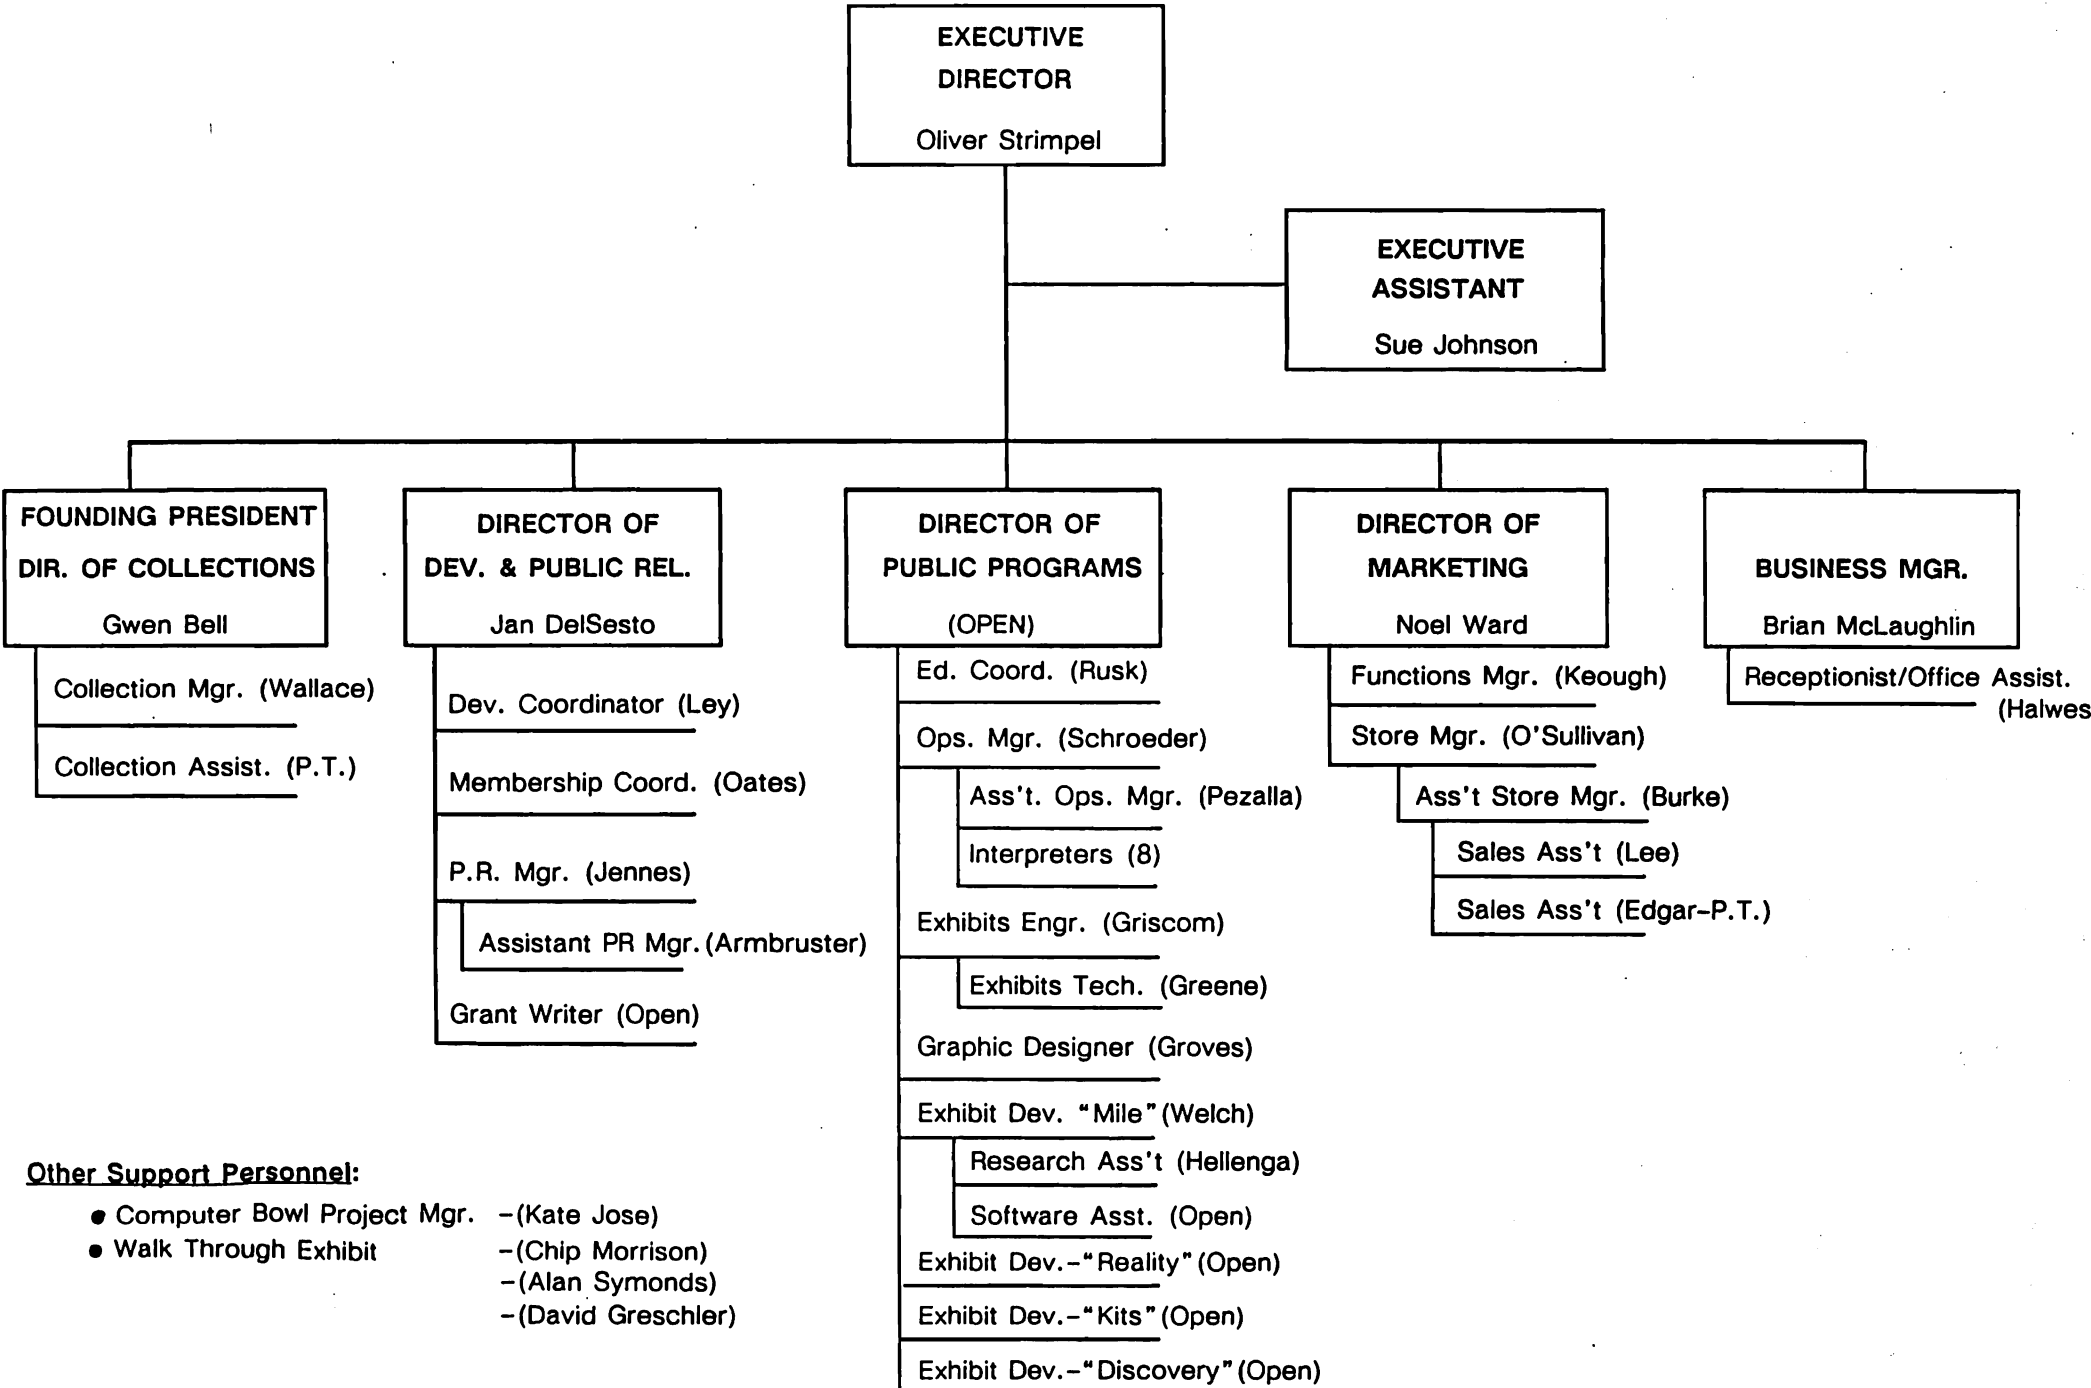 EXECUTIVE
DIRECTOR
Oliver Strimpel
EXECUTIVE
ASSISTANT
Sue Johnson
FOUNDING PRESIDENT
DIR. OF COLLECTIONS
Gwen Bell
Collection Mgr. (Wallace)
Collection Assist. (P.T.)
DIRECTOR OF
DEV. & PUBLIC REL.
Jan DelSesto
Dev. Coordinator (Ley)
Membership Coord. (Oates)
P.R. Mgr. (Jennes)
Assistant PR Mgr. (Armbruster)
Grant Writer (Open)
DIRECTOR OF
PUBLIC PROGRAMS
(OPEN)
Ed. Coord. (Rusk)
Ops. Mgr. (Schroeder)
Ass't. Ops. Mgr. (Pezalla)
Interpreters (8)
Exhibits Engr. (Griscom)
Exhibits Tech. (Greene)
Graphic Designer (Groves)
Exhibit Dev. "Mile" (Welch)
Research Ass't (Hellenga)
Software Asst. (Open)
Exhibit Dev.-"Reality" (Open)
Exhibit Dev.-"Kits" (Open)
Exhibit Dev.-"Discovery" (Open)
DIRECTOR OF
MARKETING
Noel Ward
Functions Mgr. (Keough)
Store Mgr. (O'Sullivan)
Ass't Store Mgr. (Burke)
Sales Ass't (Lee)
Sales Ass't (Edgar-P.T.)
BUSINESS MGR.
Brian McLaughlin
Receptionist/Office Assist.
(Halwes
Other Support Personnel:
● Computer Bowl Project Mgr. -(Kate Jose)
● Walk Through Exhibit -(Chip Morrison)
-(Alan Symonds)
-(David Greschler)